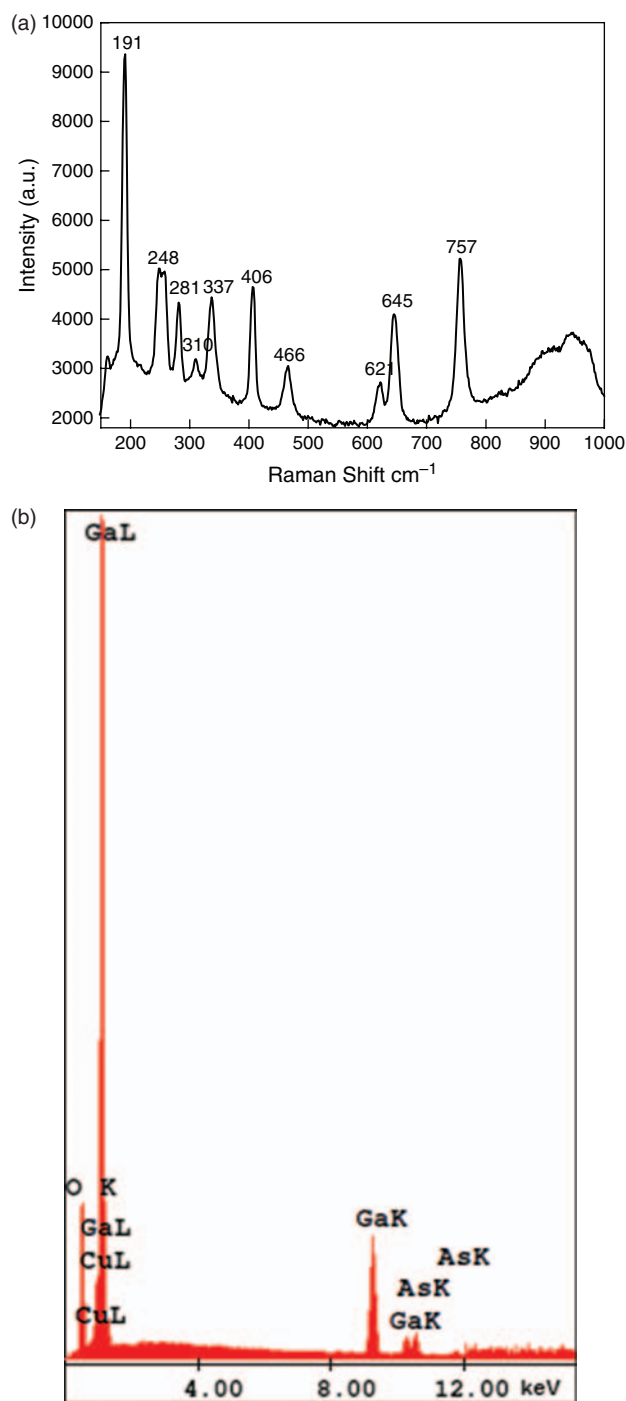 (a)
10000
9000
8000
7000
6000
5000
4000
3000
2000
Intensity (a.u.)
191
248
281
310
337
406
466
621
645
757
200 300 400 500 600 700 800 900 1000
Raman Shift cm⁻¹
(b)
GaL
O K
GaL
CuL
CuL
GaK
AsK
AsK
GaK
4.00 8.00 12.00 keV